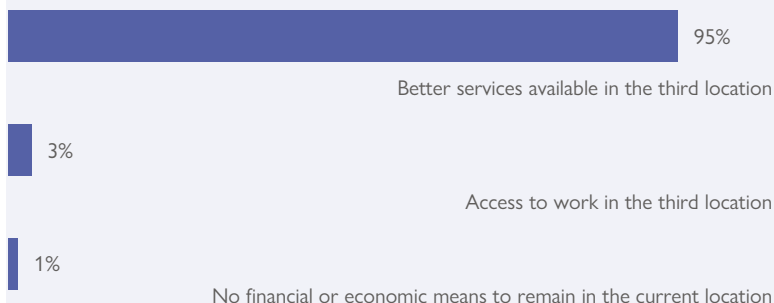 95%
Better services available in the third location
3%
Access to work in the third location
1%
No financial or economic means to remain in the current location